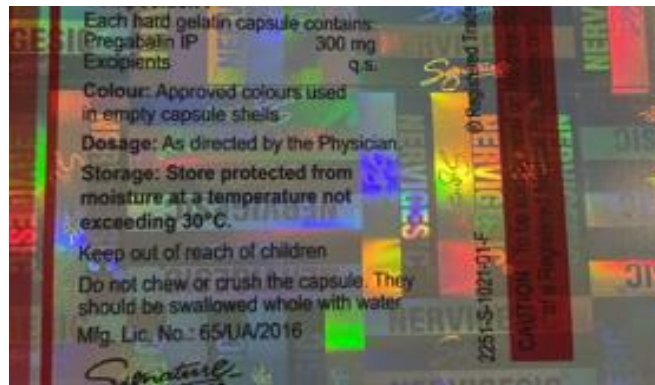 Each hard gelatin capsule contains:
Pregabalin IP 300 mg
Excipients q.s.
Colour: Approved colours used
in empty capsule shells
Dosage: As directed by the Physician.
Storage: Store protected from
moisture at a temperature not
exceeding 30°C.
Keep out of reach of children
Do not chew or crush the capsule. They
should be swallowed whole with water
Mfg. Lic. No.: 65/UA/2016
Signature
2251-S-1021-01-F
® Registered Trade
CAUTION
NERVIGESIC